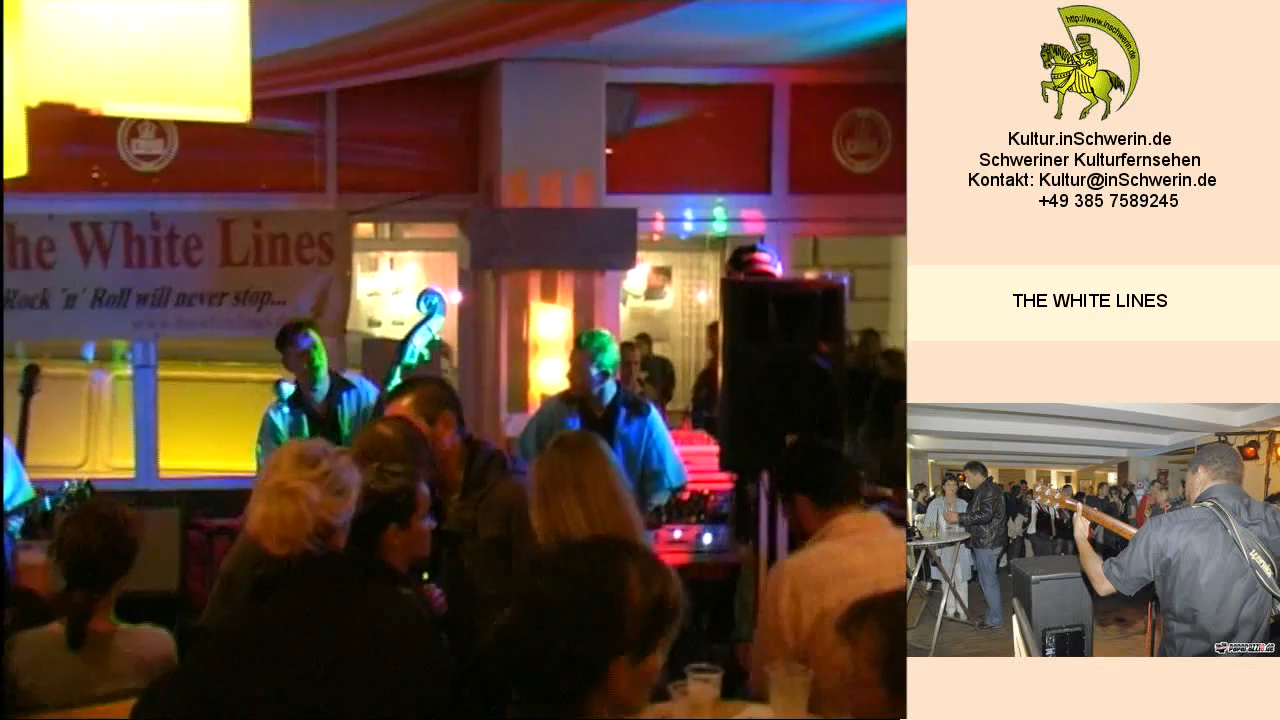 he White Lines
Rock 'n' Roll will never stop...
http://www.inschwerin.de
Kultur.inSchwerin.de
Schweriner Kulturfernsehen
Kontakt: Kultur@inSchwerin.de
+49 385 7589245
THE WHITE LINES